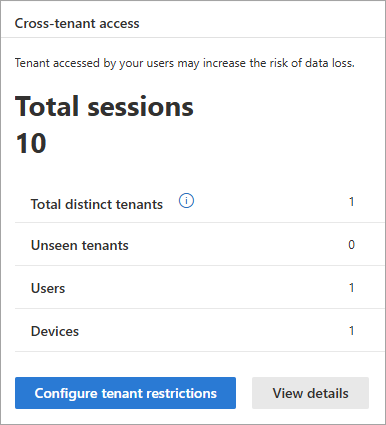 Cross-tenant access
Tenant accessed by your users may increase the risk of data loss.
Total sessions
10
Total distinct tenants 1
Unseen tenants 0
Users 1
Devices 1
Configure tenant restrictions View details